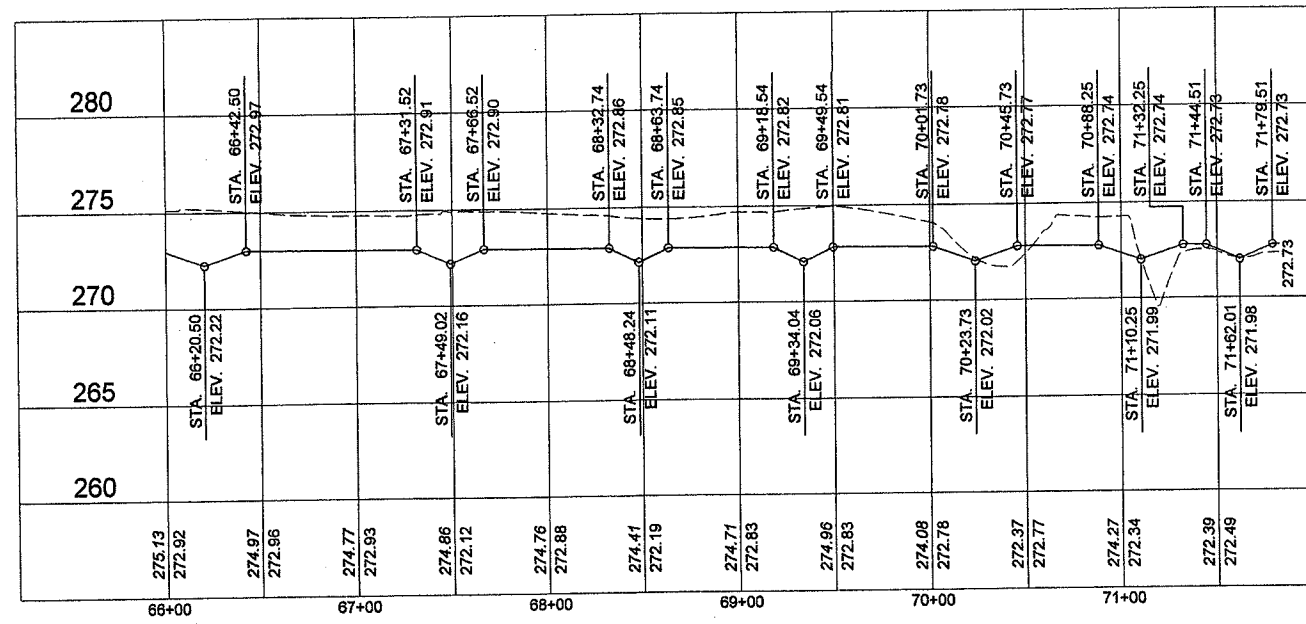 280
275
270
265
260
STA. 66+42.50
ELEV. 272.97
STA. 67+31.52
ELEV. 272.91
STA. 67+66.52
ELEV. 272.90
STA. 68+32.74
ELEV. 272.86
STA. 68+63.74
ELEV. 272.85
STA. 69+18.54
ELEV. 272.82
STA. 69+49.54
ELEV. 272.81
STA. 70+01.73
ELEV. 272.78
STA. 70+45.73
ELEV. 272.77
STA. 70+88.25
ELEV. 272.74
STA. 71+32.25
ELEV. 272.74
STA. 71+44.51
ELEV. 272.73
STA. 71+79.51
ELEV. 272.73
272.73
STA. 66+20.50
ELEV. 272.22
STA. 67+49.02
ELEV. 272.16
STA. 68+48.24
ELEV. 272.11
STA. 69+34.04
ELEV. 272.06
STA. 70+23.73
ELEV. 272.02
STA. 71+10.25
ELEV. 271.99
STA. 71+62.01
ELEV. 271.98
275.13
272.92
274.97
272.96
274.77
272.93
274.86
272.12
274.76
272.88
274.41
272.19
274.71
272.83
274.96
272.83
274.08
272.78
272.37
272.77
274.27
272.34
272.39
272.49
66+00
67+00
68+00
69+00
70+00
71+00